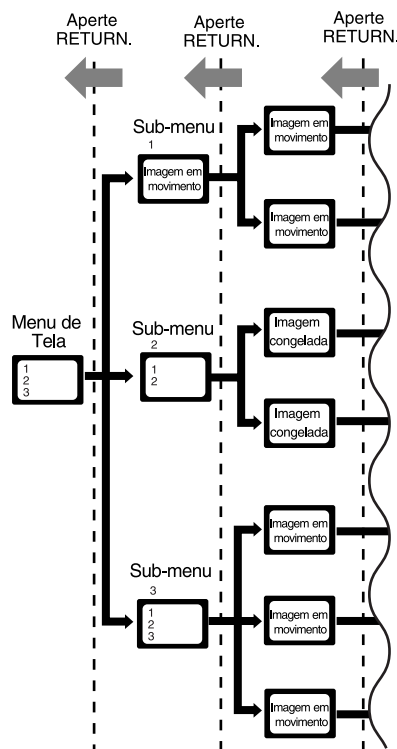 Aperte
RETURN.
Aperte
RETURN.
Aperte
RETURN.
Sub-menu
1
Imagem em
movimento
Imagem em
movimento
Imagem em
movimento
Menu de
Tela
1
2
3
Sub-menu
2
1
2
Imagem
congelada
Imagem
congelada
Sub-menu
3
1
2
3
Imagem em
movimento
Imagem em
movimento
Imagem em
movimento